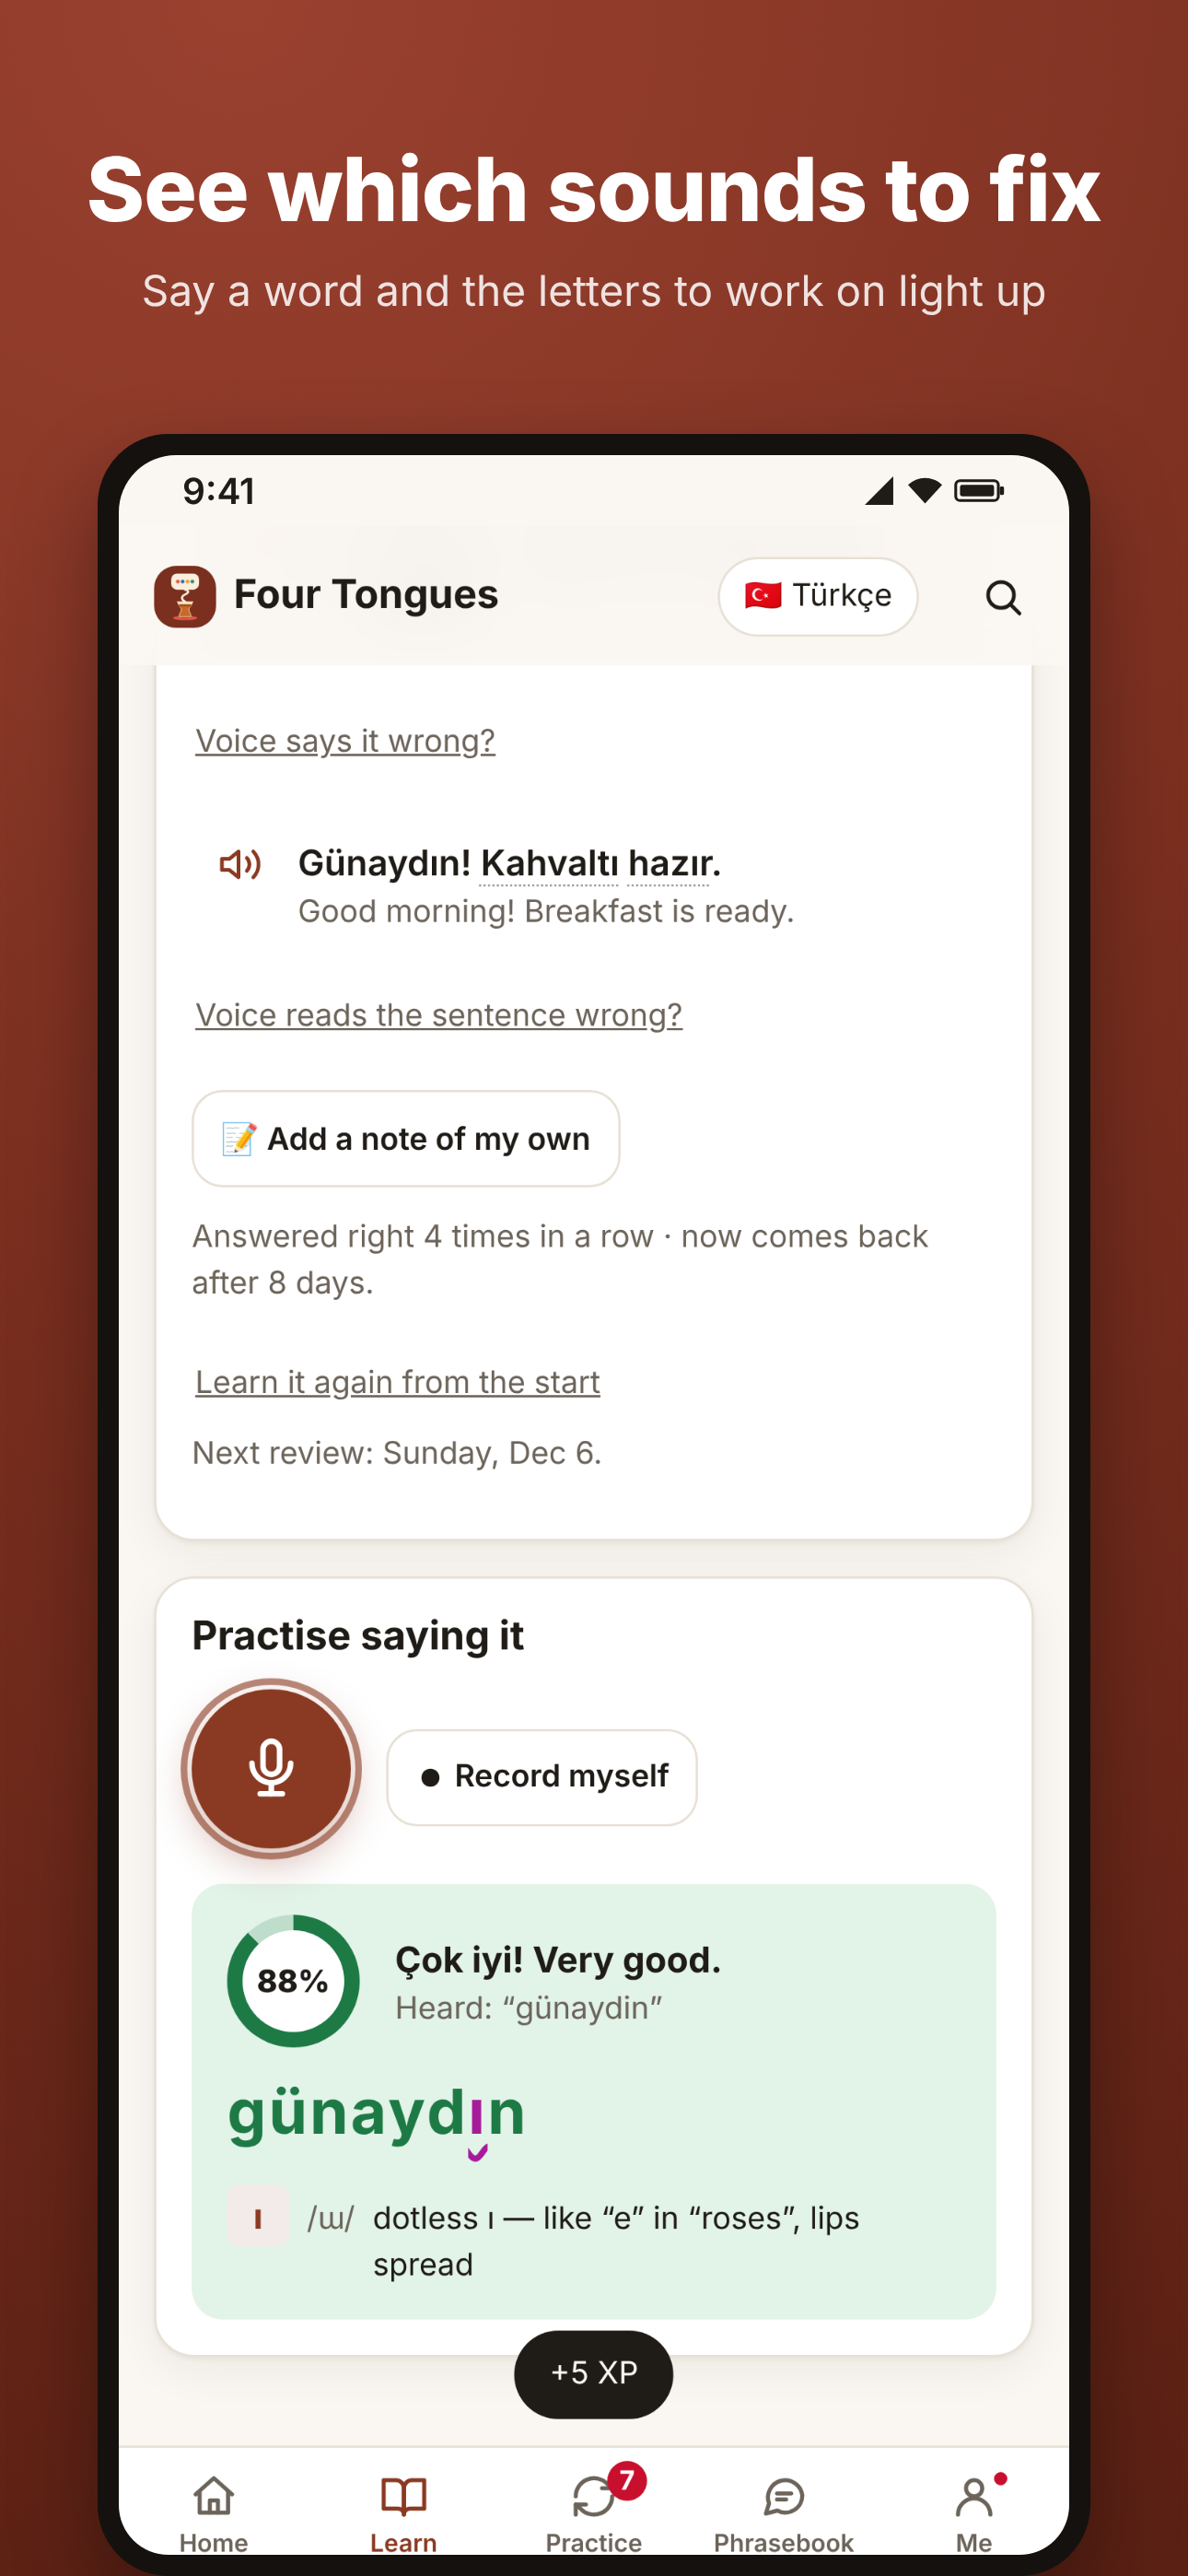 See which sounds to fix
Say a word and the letters to work on light up
9:41
Four Tongues
Türkçe
Voice says it wrong?
Günaydın! Kahvaltı hazır.
Good morning! Breakfast is ready.
Voice reads the sentence wrong?
Add a note of my own
Answered right 4 times in a row · now comes back
after 8 days.
Learn it again from the start
Next review: Sunday, Dec 6.
Practise saying it
Record myself
88%
Çok iyi! Very good.
Heard: “günaydin”
günaydın
ı /ɯ/ dotless ı — like “e” in “roses”, lips
spread
+5 XP
7
Home
Learn
Practice
Phrasebook
Me